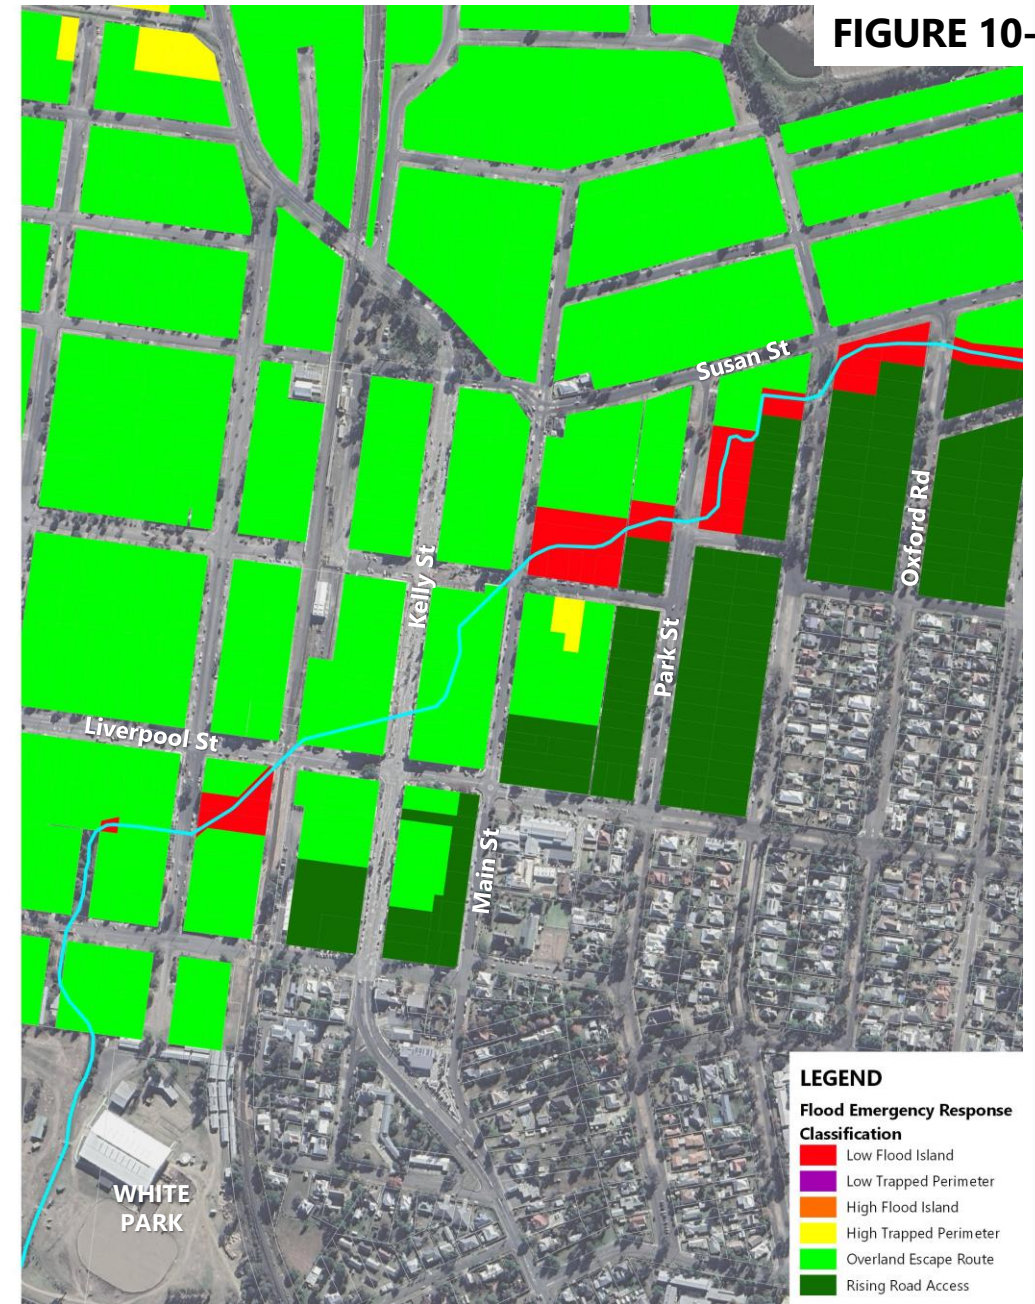 FIGURE 10-
Susan St
Oxford Rd
Kelly St
Park St
Liverpool St
Main St
WHITE
PARK
LEGEND
Flood Emergency Response
Classification
Low Flood Island
Low Trapped Perimeter
High Flood Island
High Trapped Perimeter
Overland Escape Route
Rising Road Access